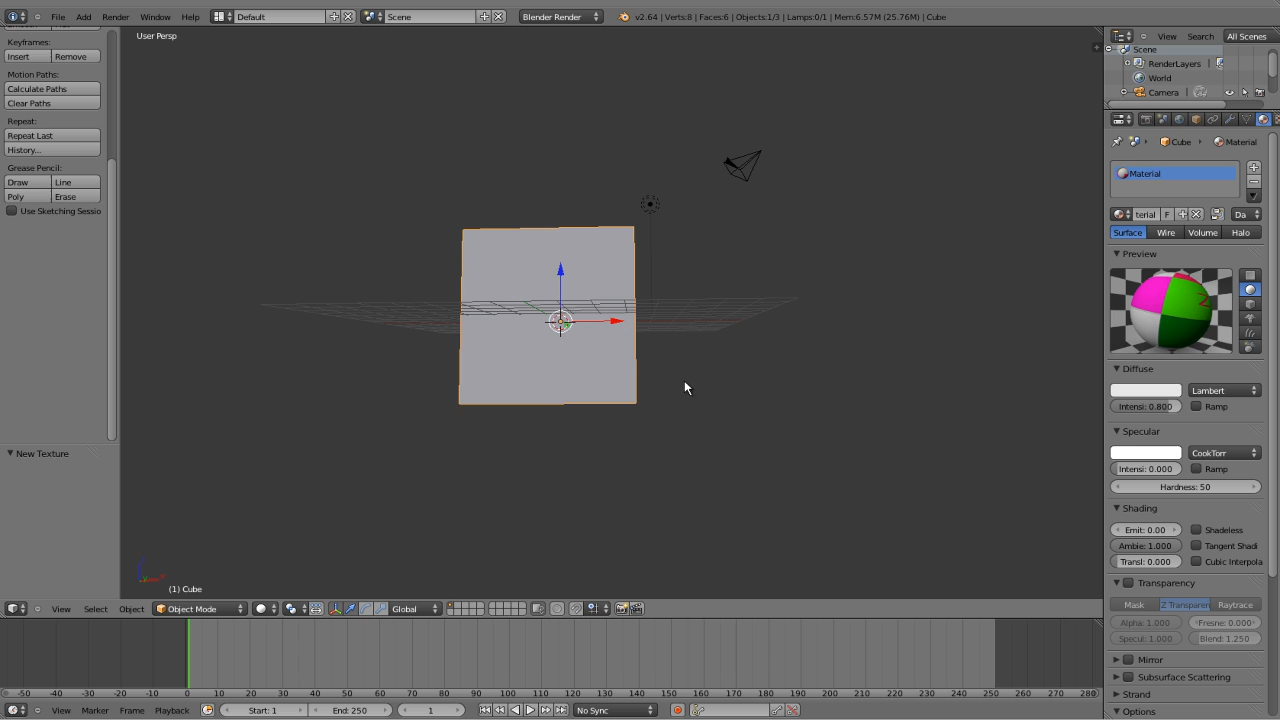 File Add Render Window Help Default Scene Blender Render v2.64 | Verts:8 | Faces:6 | Objects:1/3 | Lamps:0/1 | Mem:6.57M (25.76M) | Cube
Keyframes:
Insert Remove
Motion Paths:
Calculate Paths
Clear Paths
Repeat:
Repeat Last
History...
Grease Pencil:
Draw Line
Poly Erase
Use Sketching Sessio
New Texture
User Persp
(1) Cube
View Select Object Object Mode Global
-50 -40 -30 -20 -10 0 10 20 30 40 50 60 70 80 90 100 110 120 130 140 150 160 170 180 190 200 210 220 230 240 250 260 270 280
View Marker Frame Playback Start: 1 End: 250 1 No Sync
View Search All Scenes
Scene
RenderLayers
World
Camera
Cube Material
Material
terial F Da
Surface Wire Volume Halo
Preview
Diffuse
Lambert
Intensi: 0.800 Ramp
Specular
CookTorr
Intensi: 0.000 Ramp
Hardness: 50
Shading
Emit: 0.00 Shadeless
Ambie: 1.000 Tangent Shadi
Transl: 0.000 Cubic Interpola
Transparency
Mask Z Transparen Raytrace
Alpha: 1.000 Fresne: 0.000
Specul: 1.000 Blend: 1.250
Mirror
Subsurface Scattering
Strand
Options